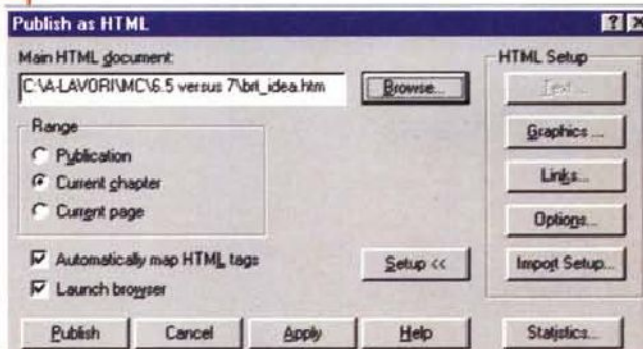 Publish as HTML
Main HTML document:
C:\A-LAVORI\MC\6.5 versus 7\brit_idea.htm
Browse...
Range
Publication
Current chapter
Current page
Automatically map HTML tags
Launch browser
Setup <<
HTML Setup
Text...
Graphics ...
Links...
Options...
Import Setup...
Publish
Cancel
Apply
Help
Statistics...